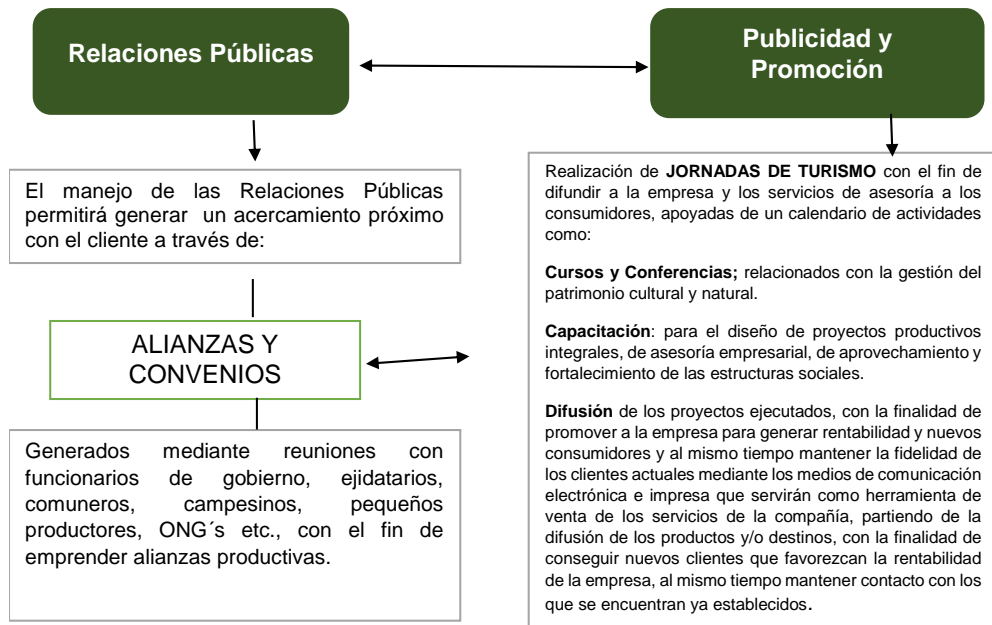 Relaciones Públicas
Publicidad y
Promoción
El manejo de las Relaciones Públicas
permitirá generar un acercamiento próximo
con el cliente a través de:
ALIANZAS Y
CONVENIOS
Generados mediante reuniones con
funcionarios de gobierno, ejidatarios,
comuneros, campesinos, pequeños
productores, ONG´s etc., con el fin de
emprender alianzas productivas.
Realización de JORNADAS DE TURISMO con el fin de
difundir a la empresa y los servicios de asesoría a los
consumidores, apoyadas de un calendario de actividades
como:
Cursos y Conferencias; relacionados con la gestión del
patrimonio cultural y natural.
Capacitación: para el diseño de proyectos productivos
integrales, de asesoría empresarial, de aprovechamiento y
fortalecimiento de las estructuras sociales.
Difusión de los proyectos ejecutados, con la finalidad de
promover a la empresa para generar rentabilidad y nuevos
consumidores y al mismo tiempo mantener la fidelidad de
los clientes actuales mediante los medios de comunicación
electrónica e impresa que servirán como herramienta de
venta de los servicios de la compañía, partiendo de la
difusión de los productos y/o destinos, con la finalidad de
conseguir nuevos clientes que favorezcan la rentabilidad
de la empresa, al mismo tiempo mantener contacto con los
que se encuentran ya establecidos.